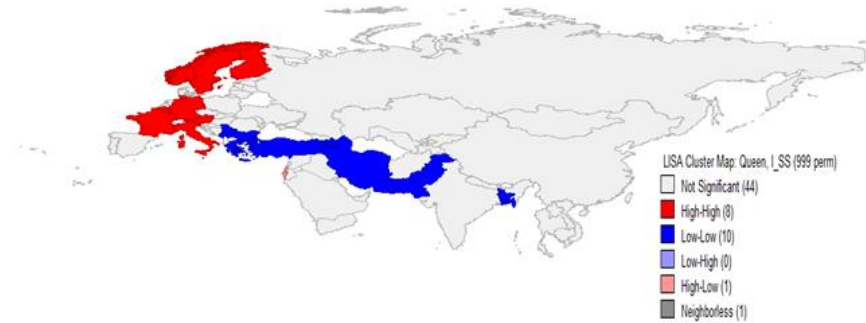 LISA Cluster Map: Queen, I_SS (999 perm)
Not Significant (44)
High-High (8)
Low-Low (10)
Low-High (0)
High-Low (1)
Neighborless (1)